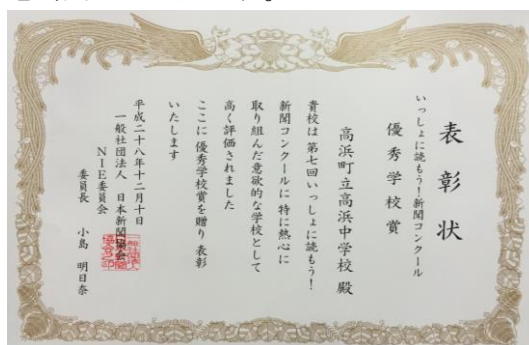 表彰状
いっしょに読もう!新聞コンクール
優秀学校賞
高浜町立高浜中学校 殿
貴校は第七回いっしょに読もう!
新聞コンクールに特に熱心に
取り組んだ意欲的な学校として
高く評価されました
ここに優秀学校賞を贈り表彰
いたします
平成二十八年十二月十日
一般社団法人 日本新聞協会
NIE委員会
委員長 小島 明日奈